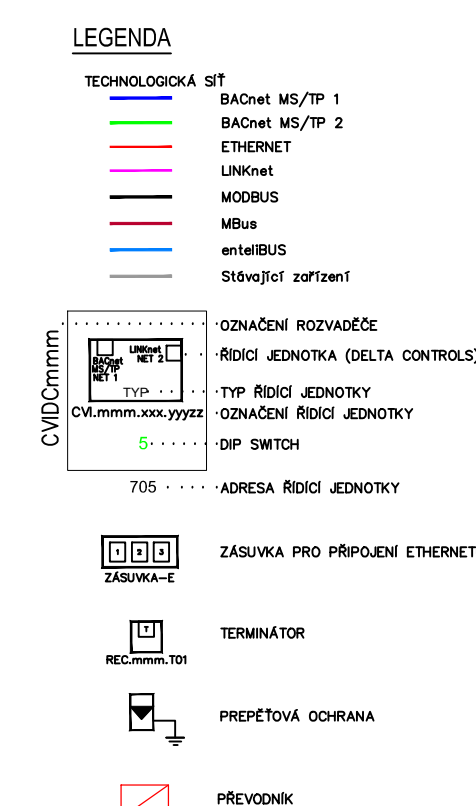 LEGENDA
TECHNOLOGICKÁ SÍŤ
BACnet MS/TP 1
BACnet MS/TP 2
ETHERNET
LINKnet
MODBUS
MBus
enteliBUS
Stávající zařízení
CVIDCmmm
OZNAČENÍ ROZVADĚČE
BACnet MS/TP NET 1
LINKnet NET 2
ŘÍDÍCÍ JEDNOTKA (DELTA CONTROLS)
TYP
TYP ŘÍDÍCÍ JEDNOTKY
CVI.mmm.xxx.yyyzz
OZNAČENÍ ŘÍDÍCÍ JEDNOTKY
5
DIP SWITCH
705
ADRESA ŘÍDÍCÍ JEDNOTKY
1 2 3
ZÁSUVKA PRO PŘIPOJENÍ ETHERNET
ZÁSUVKA–E
T
TERMINÁTOR
REC.mmm.T01
PREPĚŤOVÁ OCHRANA
PŘEVODNÍK